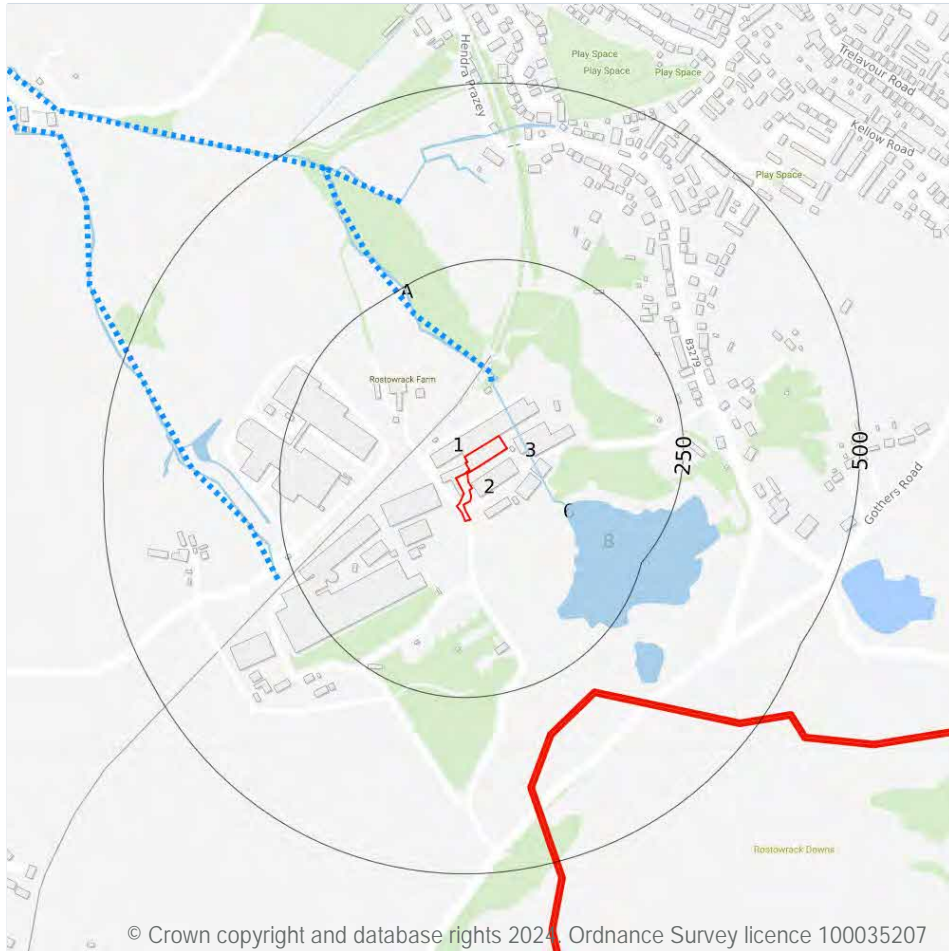 Hendra Prazey
Play Space
Play Space
Play Space
Trelavour Road
Kellow Road
Play Space
A
B3279
Rostowrack Farm
1
3
250
500
2
Gothers Road
B
Rostowrack Downs
© Crown copyright and database rights 2024. Ordnance Survey licence 100035207